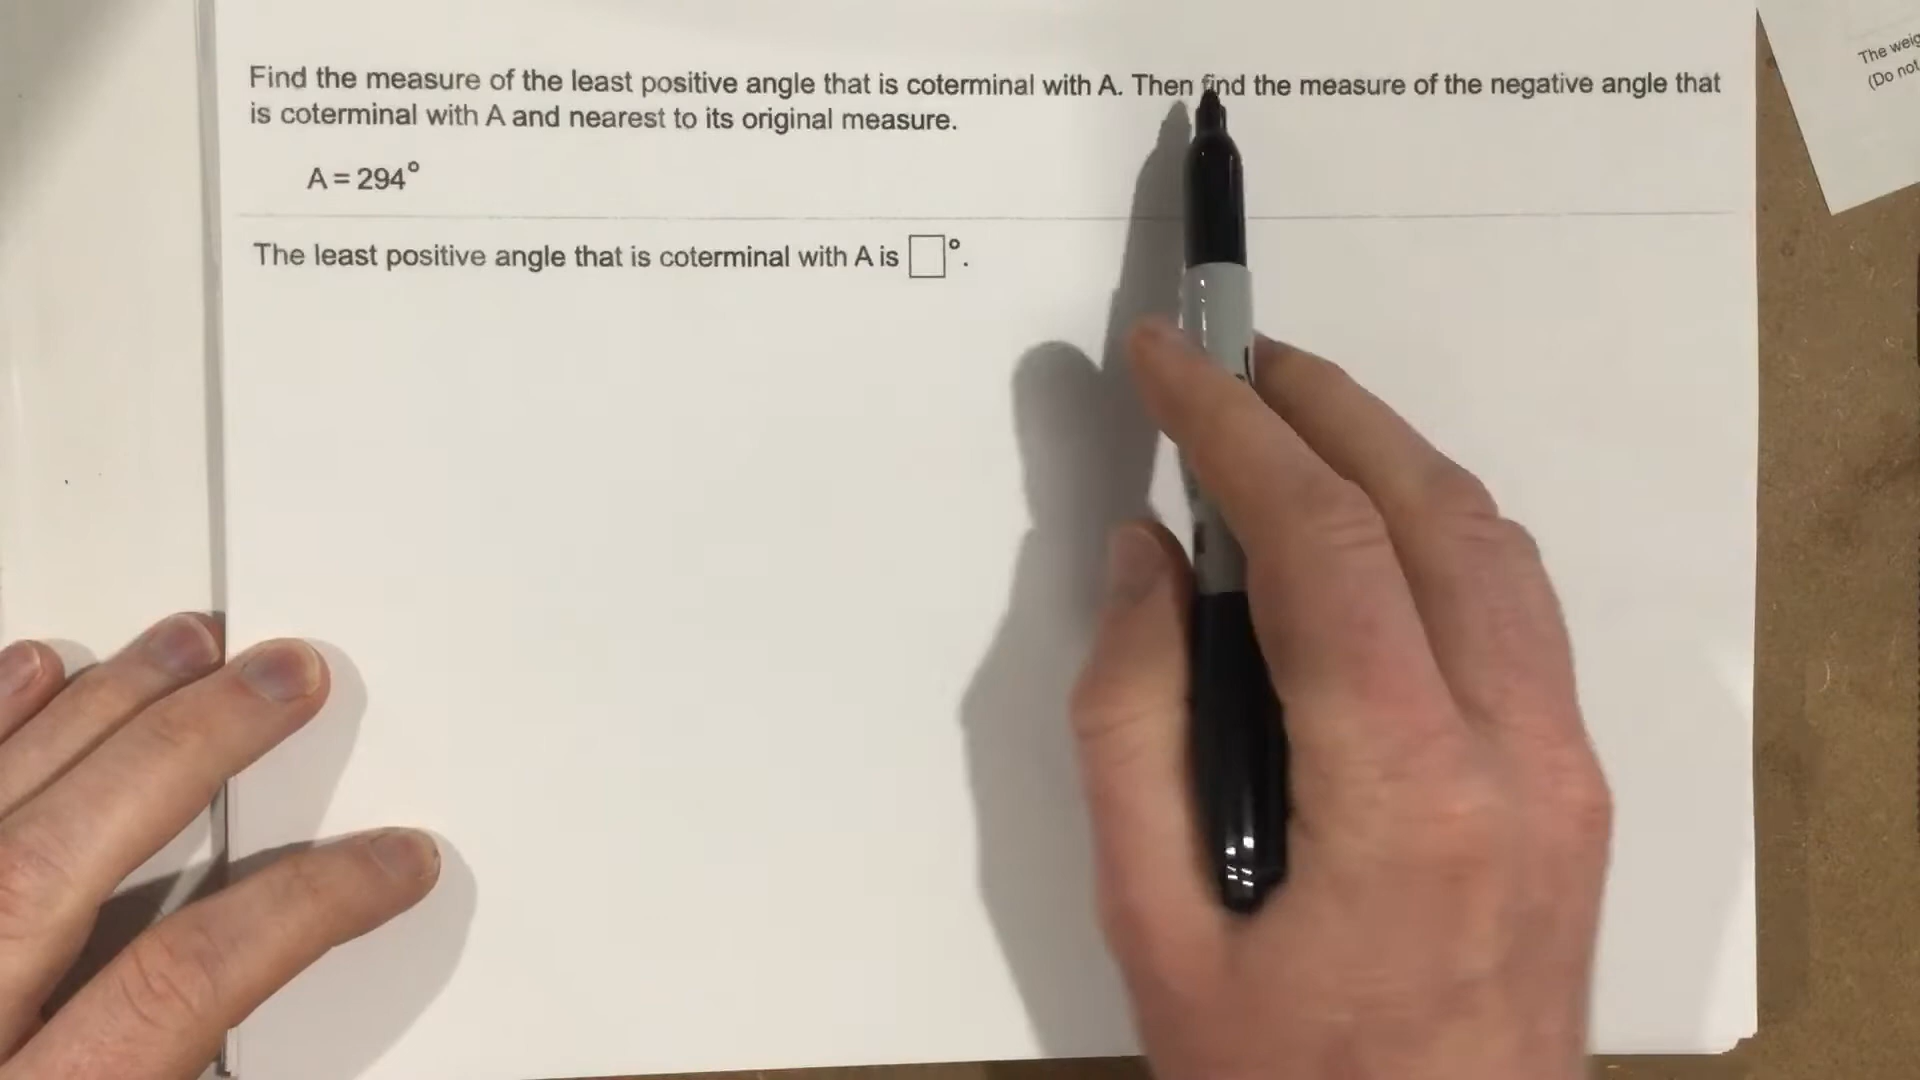 Find the measure of the least positive angle that is coterminal with A. Then find the measure of the negative angle that
is coterminal with A and nearest to its original measure.
A = 294°
The least positive angle that is coterminal with A is □°.
The weig
(Do not